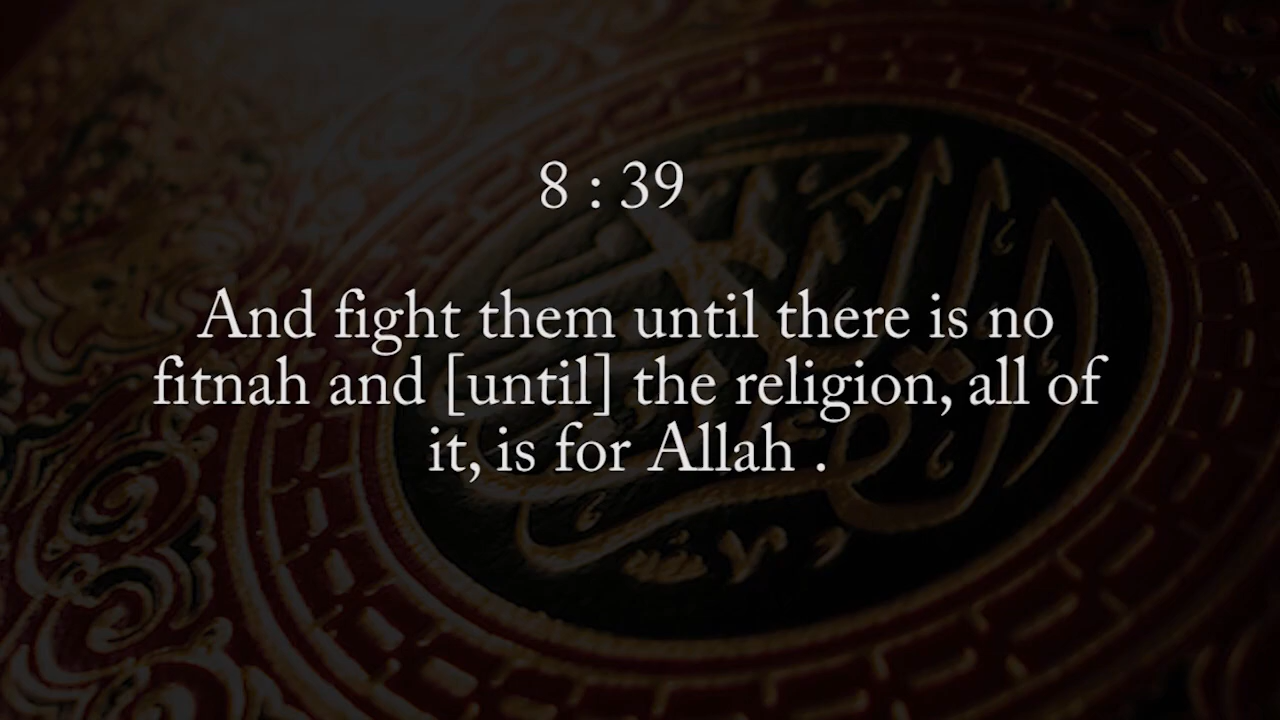 8 : 39
And fight them until there is no
fitnah and [until] the religion, all of
it, is for Allah .